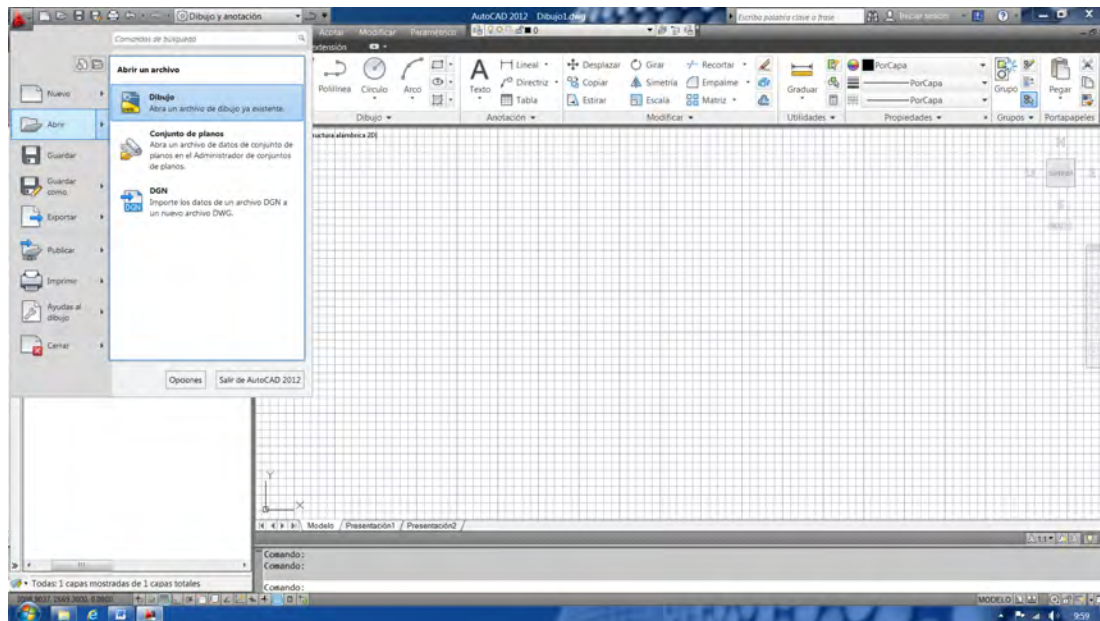 Dibujo y anotación
AutoCAD 2012 Dibujo1.dwg
Escriba palabra clave o frase
Iniciar sesión
Acotar Modificar Paramétrico
Comandos de búsqueda
Abrir un archivo
Dibujo
Abra un archivo de dibujo ya existente.
Conjunto de planos
Abra un archivo de datos de conjunto de
planos en el Administrador de conjuntos
de planos.
DGN
Importe los datos de un archivo DGN a
un nuevo archivo DWG.
Nuevo
Abrir
Guardar
Guardar
como
Exportar
Publicar
Imprimir
Ayudas al
dibujo
Cerrar
Opciones
Salir de AutoCAD 2012
Polilínea Círculo Arco
Dibujo
Texto
Lineal
Directriz
Tabla
Anotación
Desplazar Girar Recortar
Copiar Simetría Empalme
Estirar Escala Matriz
Modificar
Graduar
Utilidades
PorCapa
PorCapa
PorCapa
Propiedades
Grupo
Grupos
Pegar
Portapapeles
alámbrica 2D]
Y
X
Modelo Presentación1 Presentación2
1:1
Comando:
Comando:
Comando:
Todas: 1 capas mostradas de 1 capas totales
MODELO
9:59